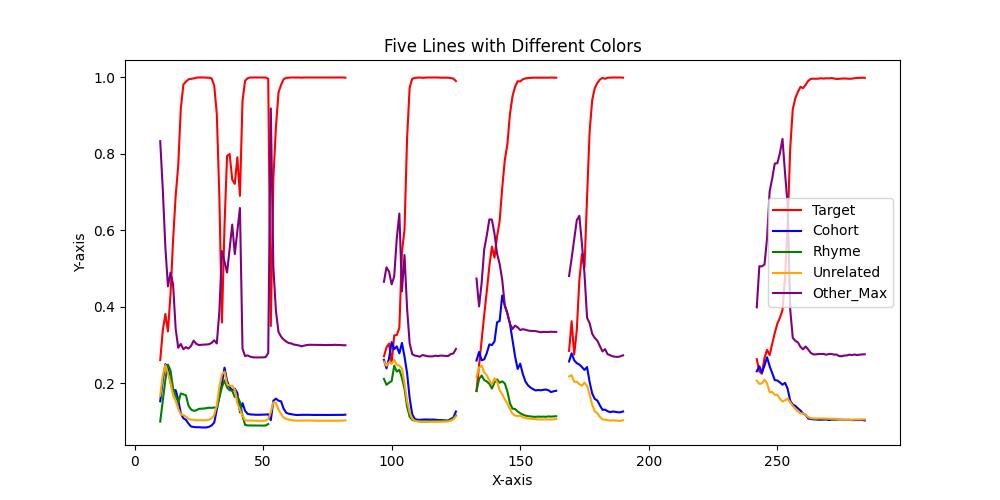 Five Lines with Different Colors
1.0
0.8
0.6
0.4
0.2
Y-axis
Target
Cohort
Rhyme
Unrelated
Other_Max
0
50
100
150
200
250
X-axis